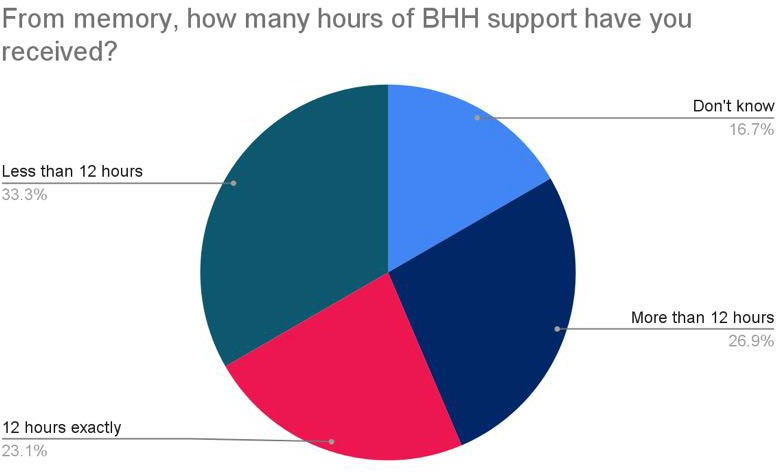 From memory, how many hours of BHH support have you
received?
Don't know
16.7%
Less than 12 hours
33.3%
More than 12 hours
26.9%
12 hours exactly
23.1%